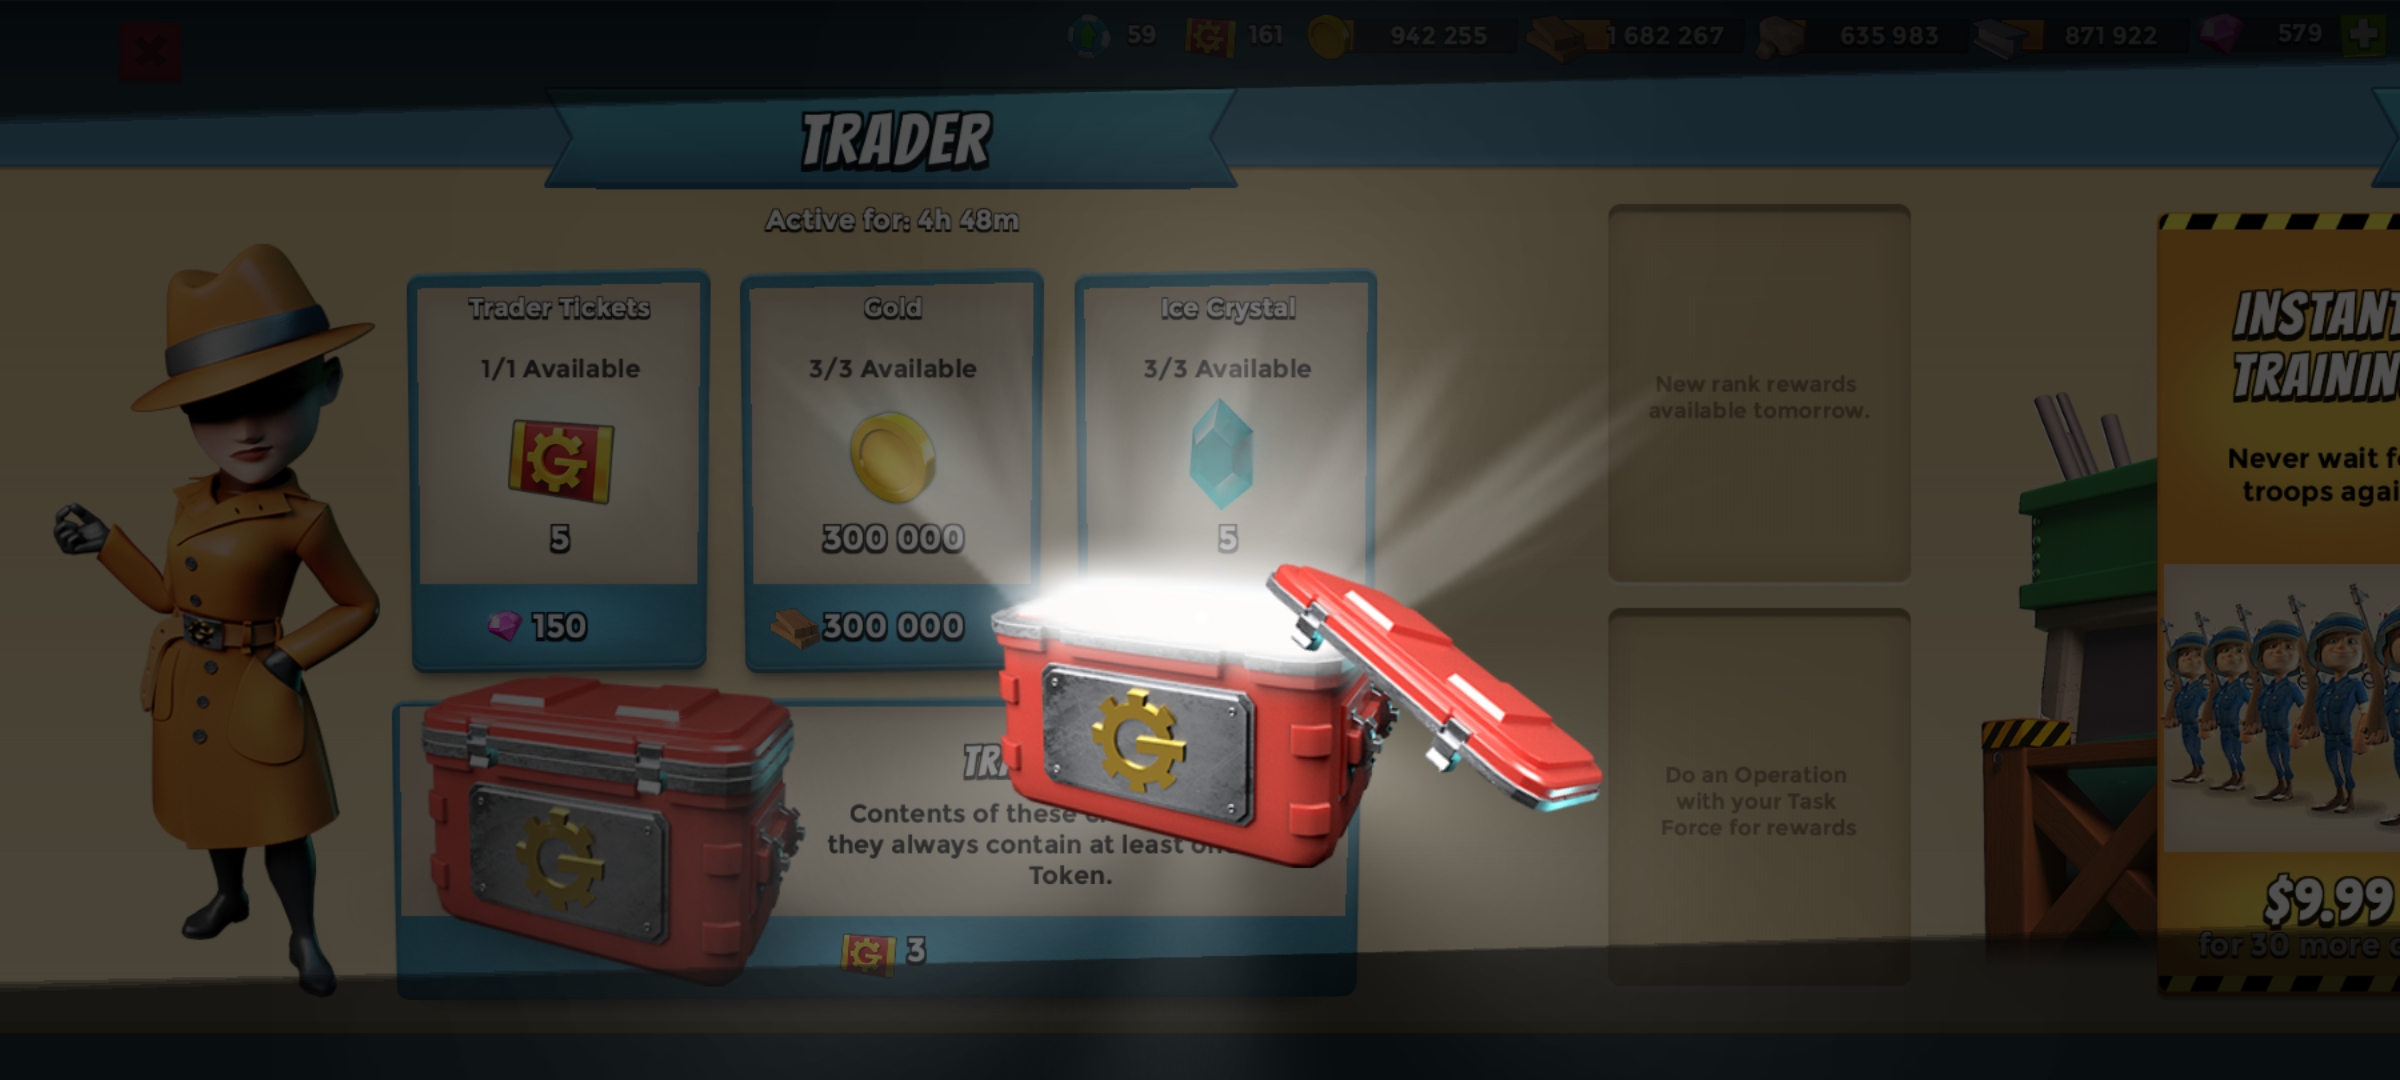 59 161 942 255 1 682 267 635 983 871 922 579
TRADER
Active for: 4h 48m
Trader Tickets
1/1 Available
5
150
Gold
3/3 Available
300 000
300 000
Ice Crystal
3/3 Available
5
Contents of these
they always contain at least
Token.
3
New rank rewards
available tomorrow.
Do an Operation
with your Task
Force for rewards
INSTANT
TRAININ
Never wait fo
troops agai
$9.99
for 30 more